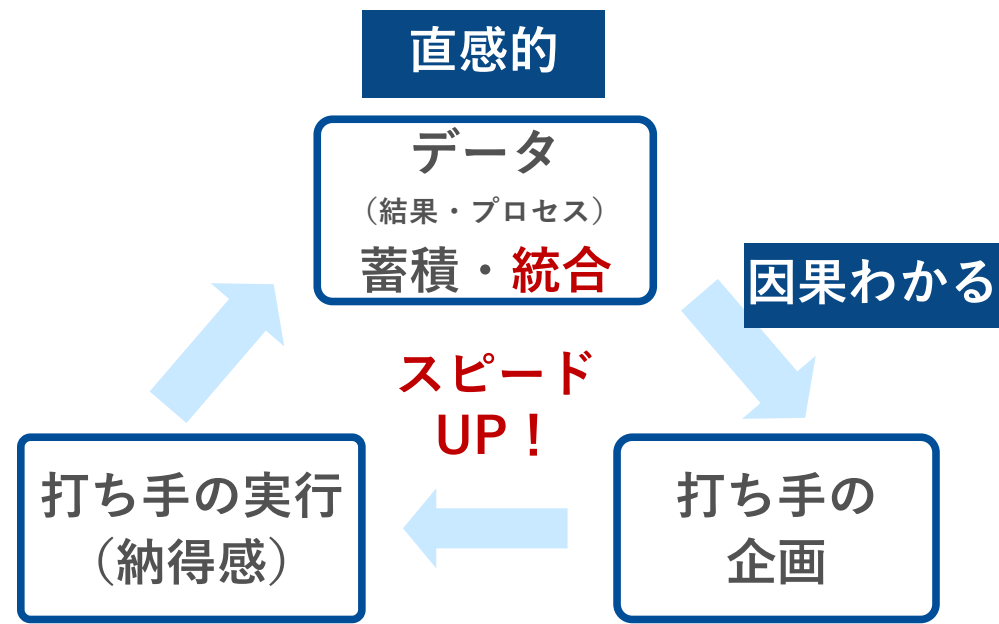 直感的
データ
（結果・プロセス）
蓄積・統合
因果わかる
スピード
UP！
打ち手の実行
（納得感）
打ち手の
企画